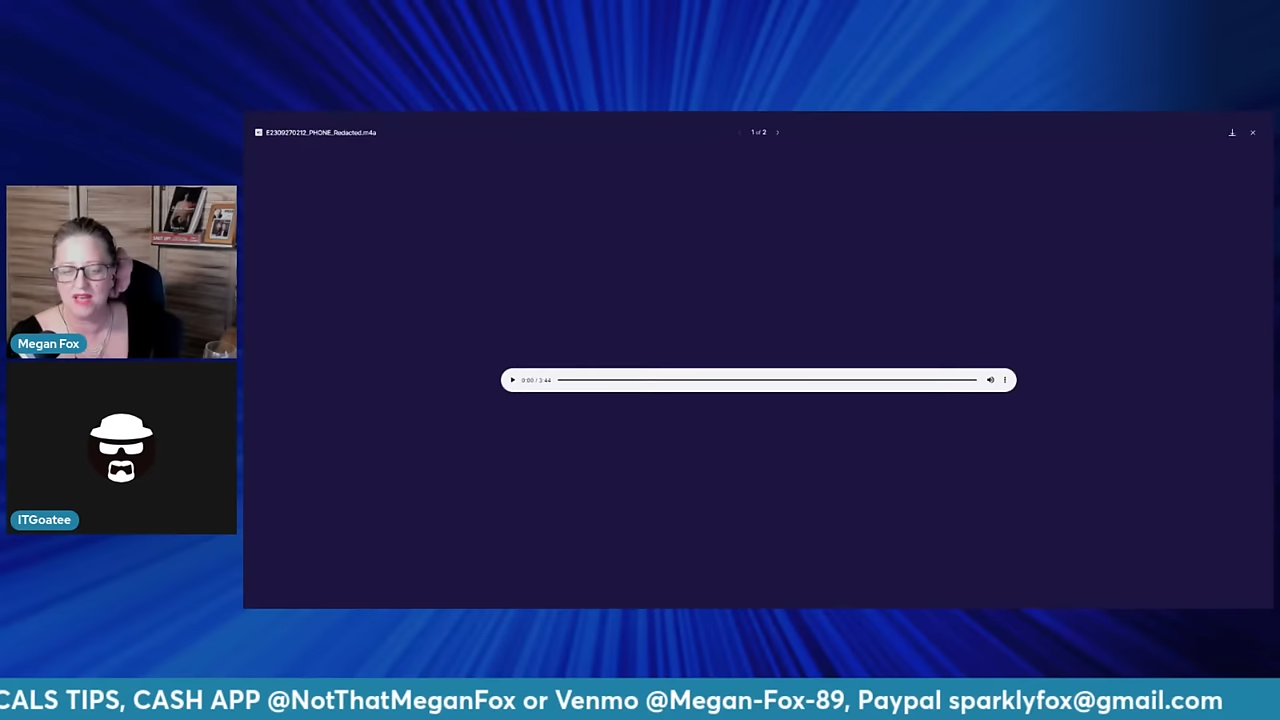 E2309270212_PHONE_Redacted.m4a
1 of 2
0:00 / 3:44
Megan Fox
ITGoatee
CALS TIPS, CASH APP @NotThatMeganFox or Venmo @Megan-Fox-89, Paypal sparklyfox@gmail.com